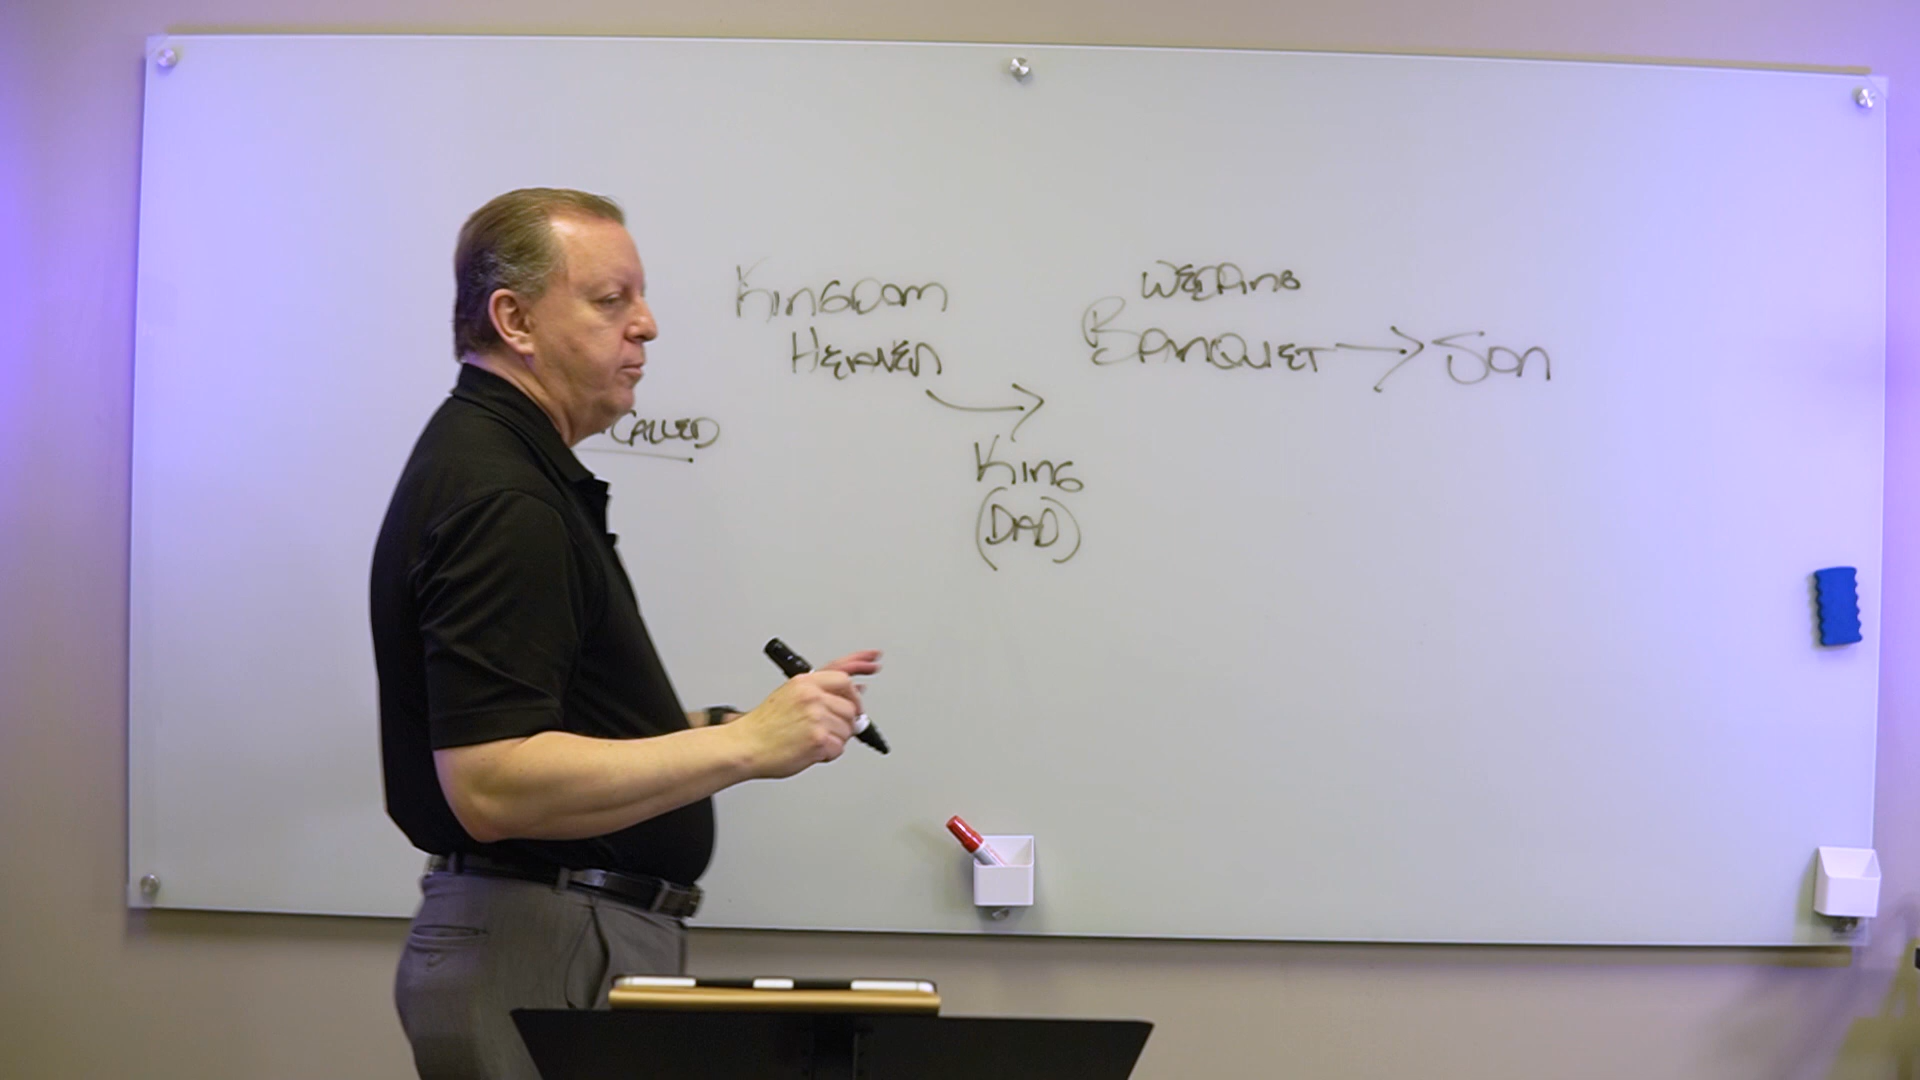 KINGDOM
HEAVEN
WEDDING
BANQUET → SON
CALLED
KING
(DAD)